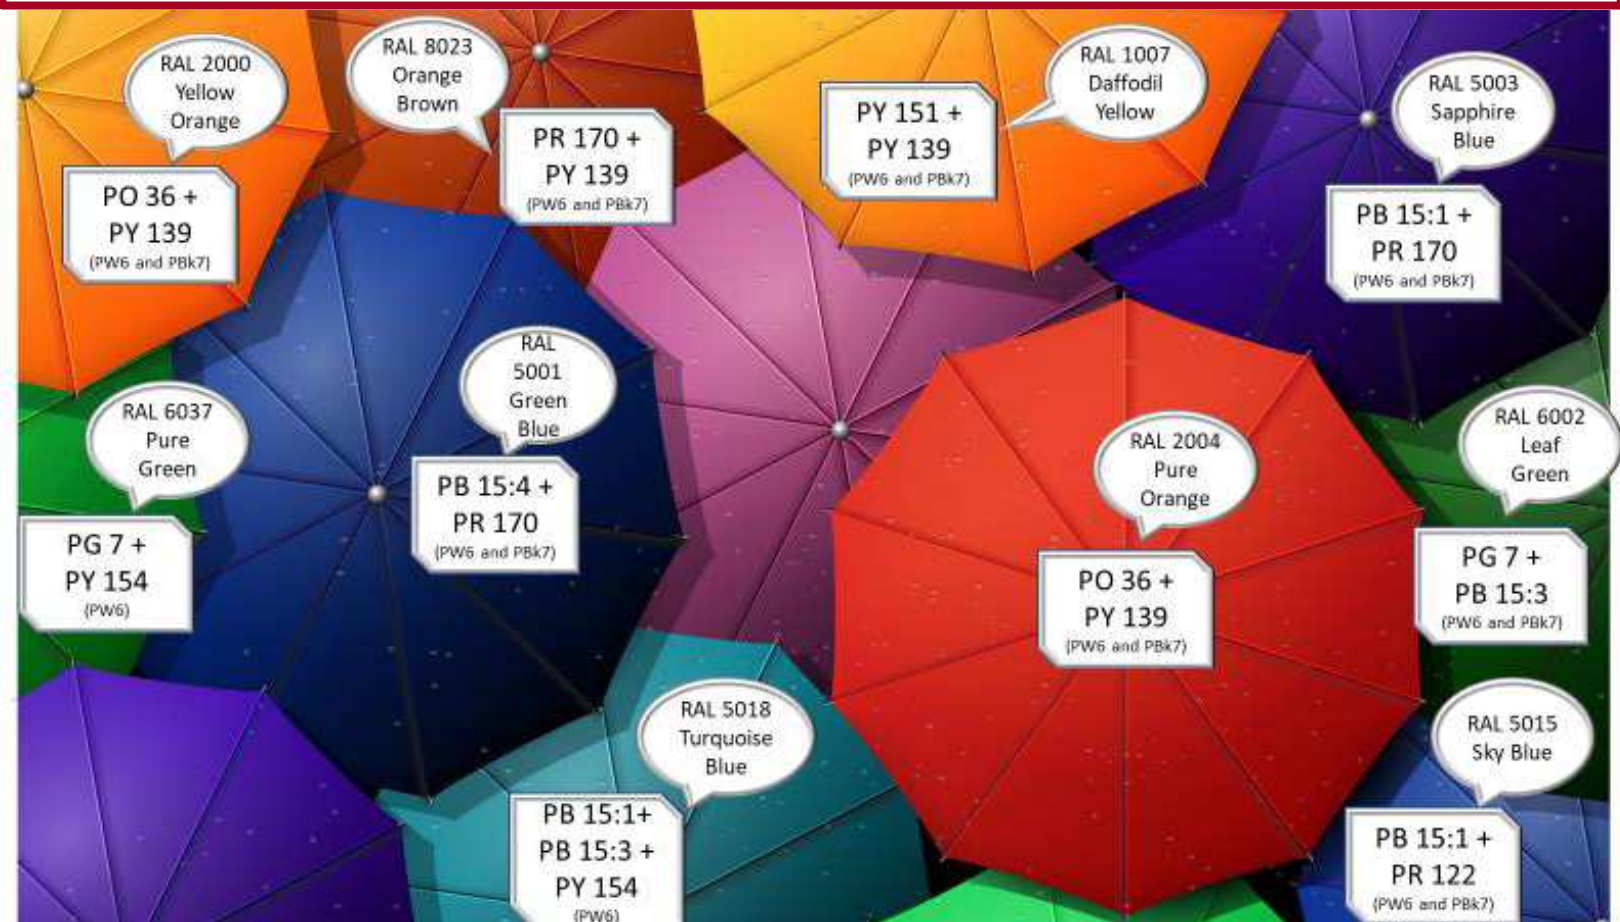 RAL 2000
Yellow
Orange
PO 36 +
PY 139
(PW6 and PBk7)
RAL 8023
Orange
Brown
PR 170 +
PY 139
(PW6 and PBk7)
RAL 1007
Daffodil
Yellow
PY 151 +
PY 139
(PW6 and PBk7)
RAL 5003
Sapphire
Blue
PB 15:1 +
PR 170
(PW6 and PBk7)
RAL 6037
Pure
Green
PG 7 +
PY 154
(PW6)
RAL
5001
Green
Blue
PB 15:4 +
PR 170
(PW6 and PBk7)
RAL 2004
Pure
Orange
PO 36 +
PY 139
(PW6 and PBk7)
RAL 6002
Leaf
Green
PG 7 +
PB 15:3
(PW6 and PBk7)
RAL 5018
Turquoise
Blue
PB 15:1+
PB 15:3 +
PY 154
(PW6)
RAL 5015
Sky Blue
PB 15:1 +
PR 122
(PW6 and PBk7)